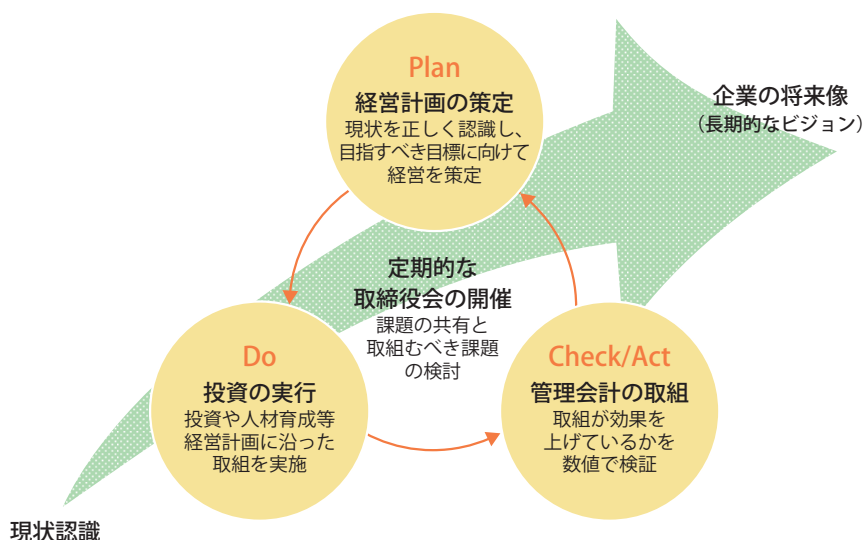 Plan
経営計画の策定
現状を正しく認識し、
目指すべき目標に向けて
経営を策定
企業の将来像
（長期的なビジョン）
定期的な
取締役会の開催
課題の共有と
取組むべき課題
の検討
Do
投資の実行
投資や人材育成等
経営計画に沿った
取組を実施
Check/Act
管理会計の取組
取組が効果を
上げているかを
数値で検証
現状認識